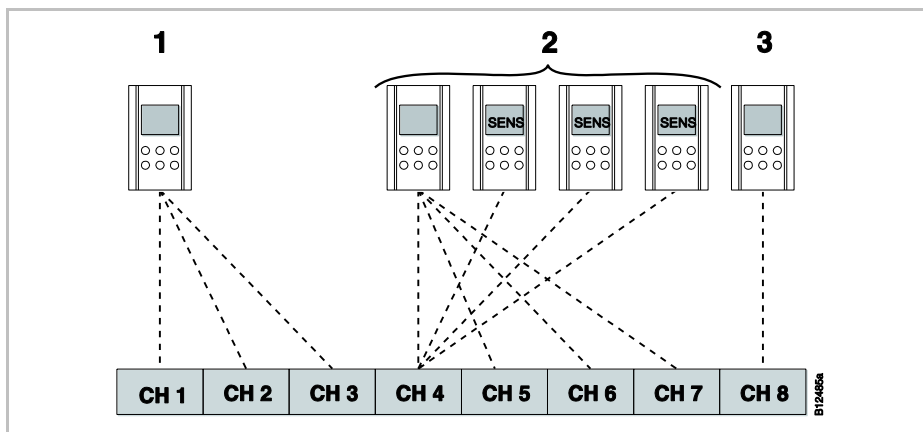 1 2 3
SENS SENS SENS
CH 1 CH 2 CH 3 CH 4 CH 5 CH 6 CH 7 CH 8
B12485a